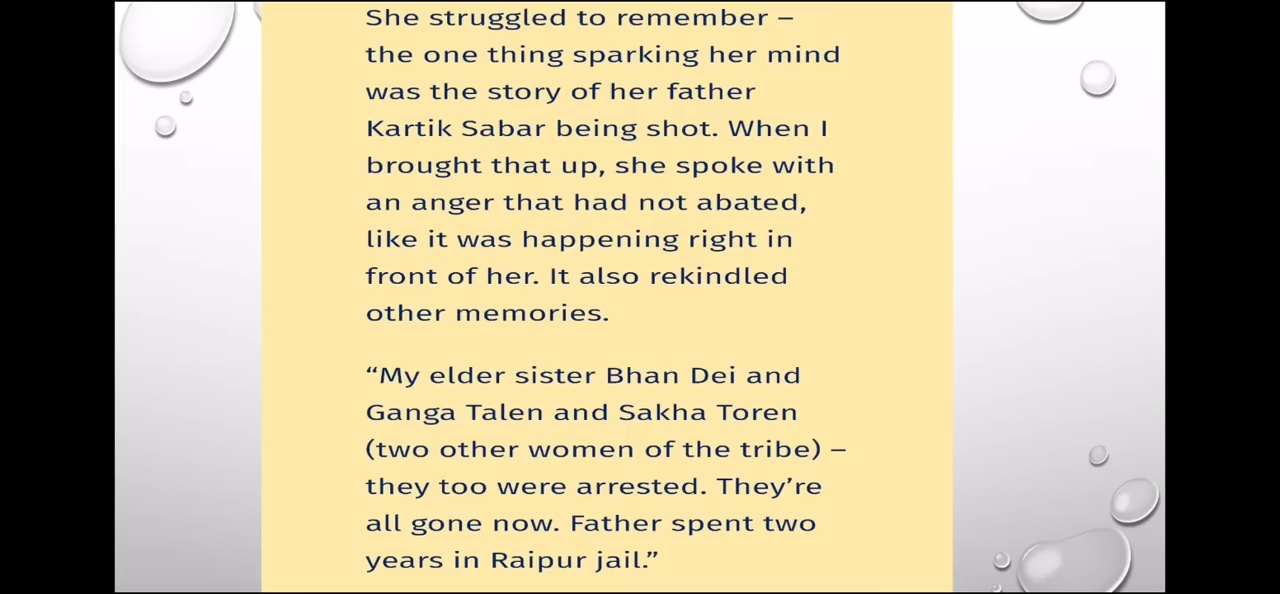 She struggled to remember –
the one thing sparking her mind
was the story of her father
Kartik Sabar being shot. When I
brought that up, she spoke with
an anger that had not abated,
like it was happening right in
front of her. It also rekindled
other memories.
“My elder sister Bhan Dei and
Ganga Talen and Sakha Toren
(two other women of the tribe) –
they too were arrested. They’re
all gone now. Father spent two
years in Raipur jail.”